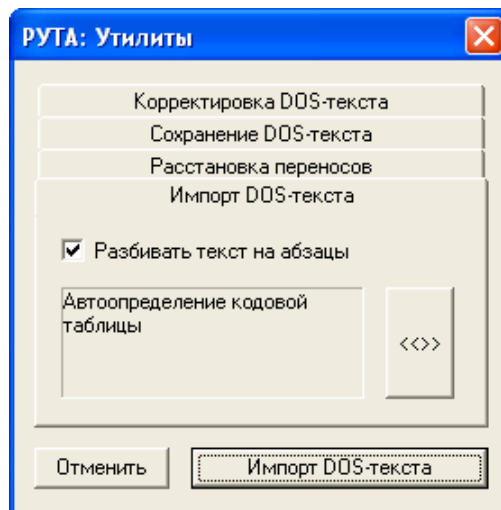 РУТА: Утилиты
Корректировка DOS-текста
Сохранение DOS-текста
Расстановка переносов
Импорт DOS-текста
Разбивать текст на абзацы
Автоопределение кодовой
таблицы
<<>>
Отменить
Импорт DOS-текста